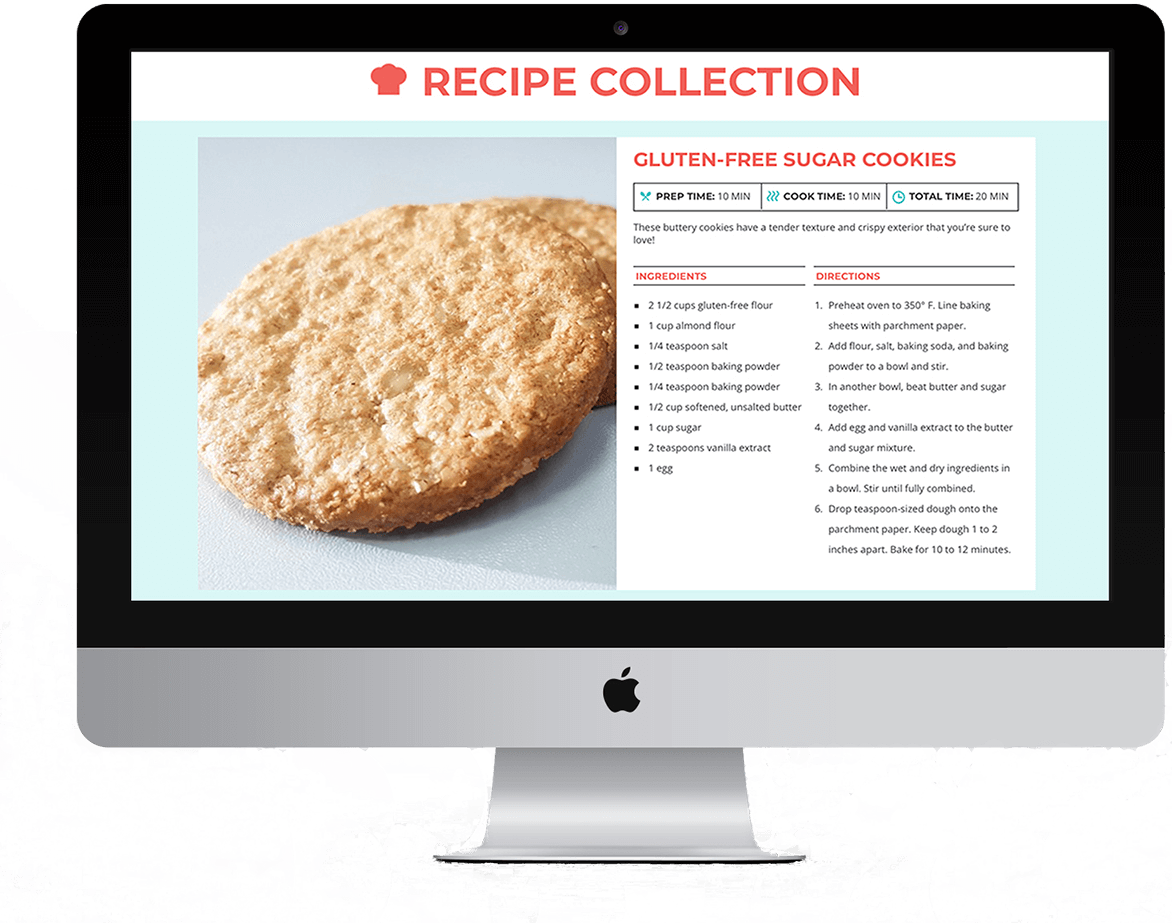 RECIPE COLLECTION
GLUTEN-FREE SUGAR COOKIES
PREP TIME: 10 MIN COOK TIME: 10 MIN TOTAL TIME: 20 MIN
These buttery cookies have a tender texture and crispy exterior that you're sure to
love!
INGREDIENTS
2 1/2 cups gluten-free flour
1 cup almond flour
1/4 teaspoon salt
1/2 teaspoon baking powder
1/4 teaspoon baking powder
1/2 cup softened, unsalted butter
1 cup sugar
2 teaspoons vanilla extract
1 egg
DIRECTIONS
1. Preheat oven to 350° F. Line baking
sheets with parchment paper.
2. Add flour, salt, baking soda, and baking
powder to a bowl and stir.
3. In another bowl, beat butter and sugar
together.
4. Add egg and vanilla extract to the butter
and sugar mixture.
5. Combine the wet and dry ingredients in
a bowl. Stir until fully combined.
6. Drop teaspoon-sized dough onto the
parchment paper. Keep dough 1 to 2
inches apart. Bake for 10 to 12 minutes.